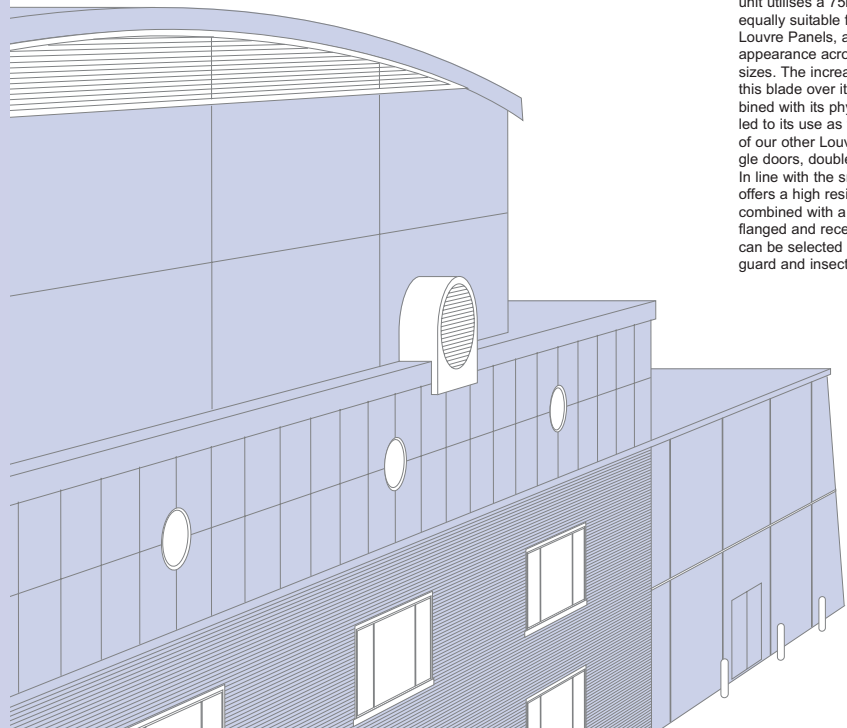 unit utilises a 75
equally suitable f
Louvre Panels, a
appearance acro
sizes. The increa
this blade over it
bined with its phy
led to its use as
of our other Louv
gle doors, double
In line with the s
offers a high resi
combined with a
flanged and rece
can be selected
guard and insect